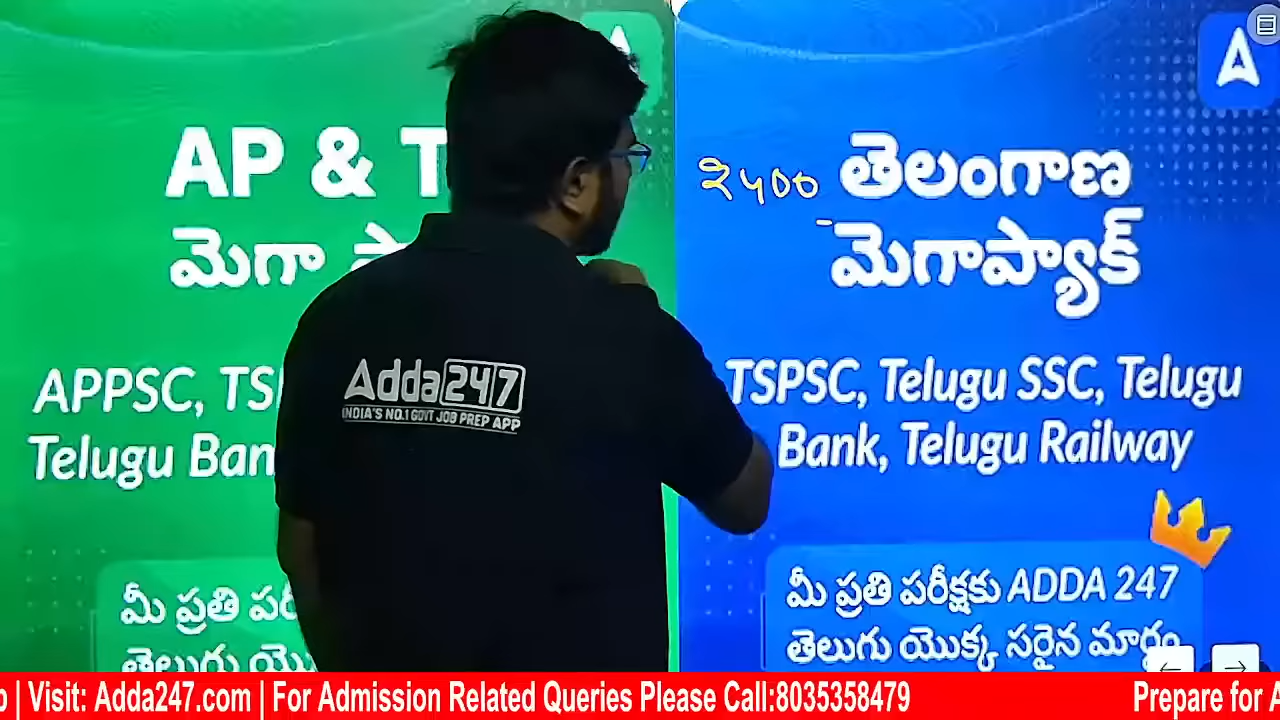 AP & T
మెగా
APPSC, TS
Telugu Ban
మీ ప్రతి పరీ
తెలుగు యొ
2400
తెలంగాణ
మెగాప్యాక్
TSPSC, Telugu SSC, Telugu
Bank, Telugu Railway
మీ ప్రతి పరీక్షకు ADDA 247
తెలుగు యొక్క సరైన మార్గం
Adda247
INDIA'S NO.1 GOVT JOB PREP APP
| Visit: Adda247.com | For Admission Related Queries Please Call:8035358479
Prepare for A